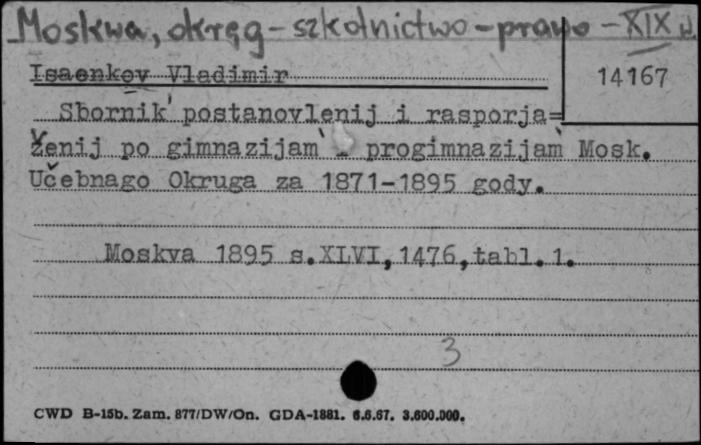 Moskwa, okręg - szkolnictwo - prawo - XIX w.
Isaenkov Vladimir
14167
Sbornik' postanovlenij i rasporja=
ženij po gimnazijam' i progimnazijam' Mosk.
Učebnago Okruga za 1871-1895 gody.
Moskva 1895 s.XLVI,1476,tabl.1.
3
CWD B-15b. Zam. 877/DW/On. GDA-1881. 6.6.67. 3.600.000.